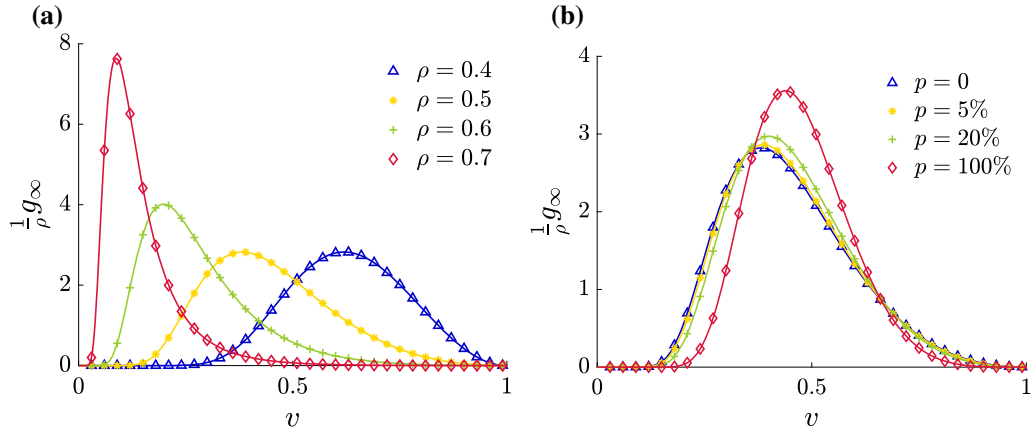 (a)
8
6
4
2
0
0
0.5
1
v
1/ρ g∞
ρ = 0.4
ρ = 0.5
ρ = 0.6
ρ = 0.7
(b)
4
3
2
1
0
0
0.5
1
v
1/ρ g∞
p = 0
p = 5%
p = 20%
p = 100%